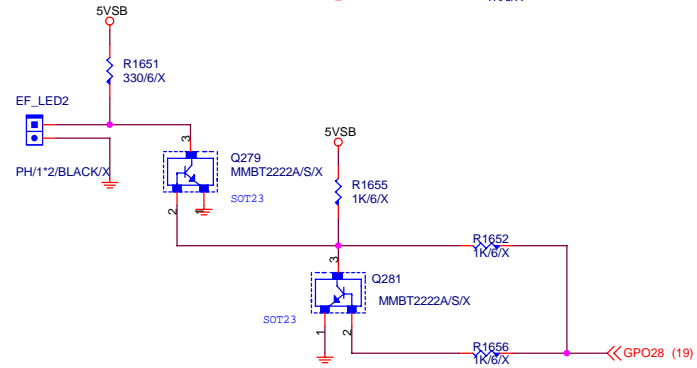 5VSB
R1651
330/6/X
EF_LED2
3
5VSB
PH/1*2/BLACK/X
Q279
MMBT2222A/S/X
R1655
1K/6/X
SOT23
2
1
R1652
1K/6/X
3
Q281
MMBT2222A/S/X
SOT23
1
2
R1656
1K/6/X
GPO28 (19)